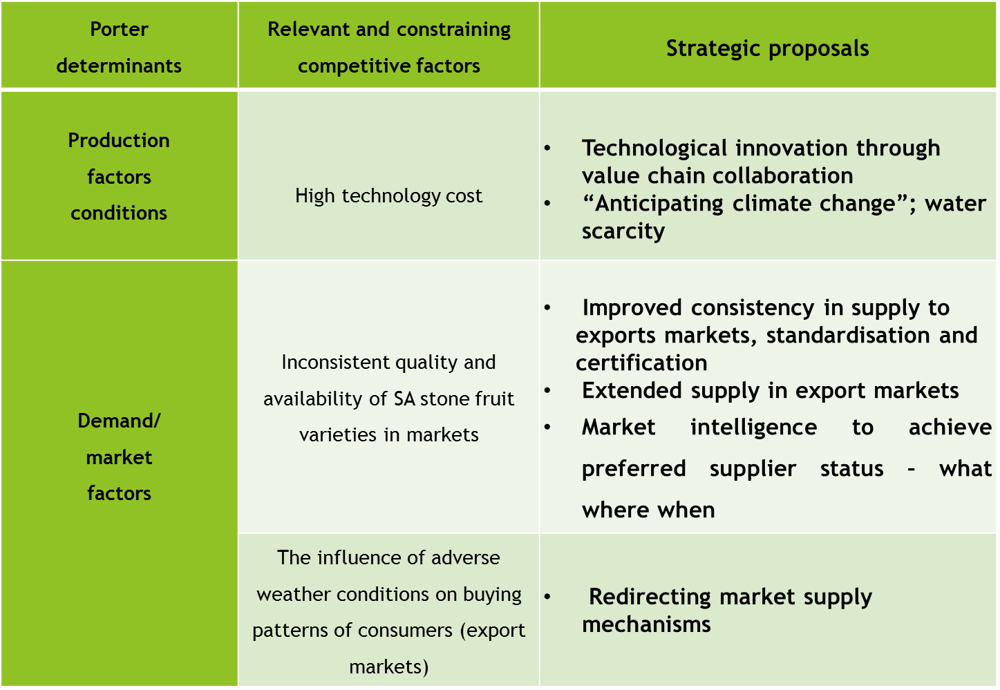 Porter
determinants
Relevant and constraining
competitive factors
Strategic proposals
Production
factors
conditions
High technology cost
• Technological innovation through
value chain collaboration
• “Anticipating climate change”; water
scarcity
Demand/
market
factors
Inconsistent quality and
availability of SA stone fruit
varieties in markets
• Improved consistency in supply to
exports markets, standardisation and
certification
• Extended supply in export markets
• Market intelligence to achieve
preferred supplier status – what
where when
The influence of adverse
weather conditions on buying
patterns of consumers (export
markets)
• Redirecting market supply
mechanisms